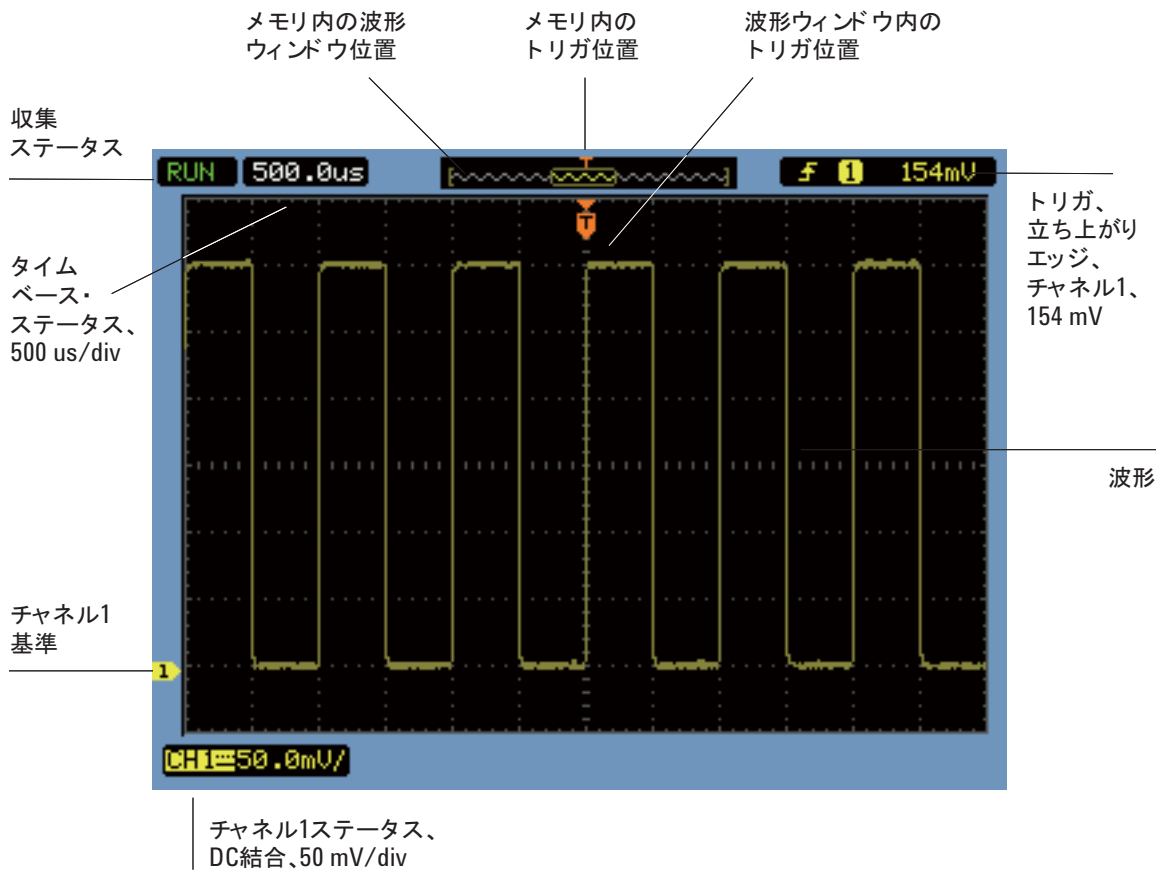 メモリ内の波形
ウィンドウ位置
メモリ内の
トリガ位置
波形ウィンドウ内の
トリガ位置
収集
ステータス
RUN
500.0us
T
1
154mV
T
トリガ、
立ち上がり
エッジ、
チャネル1、
154 mV
タイム
ベース・
ステータス、
500 us/div
波形
チャネル1
基準
1
CH1 50.0mV/
チャネル1ステータス、
DC結合、50 mV/div